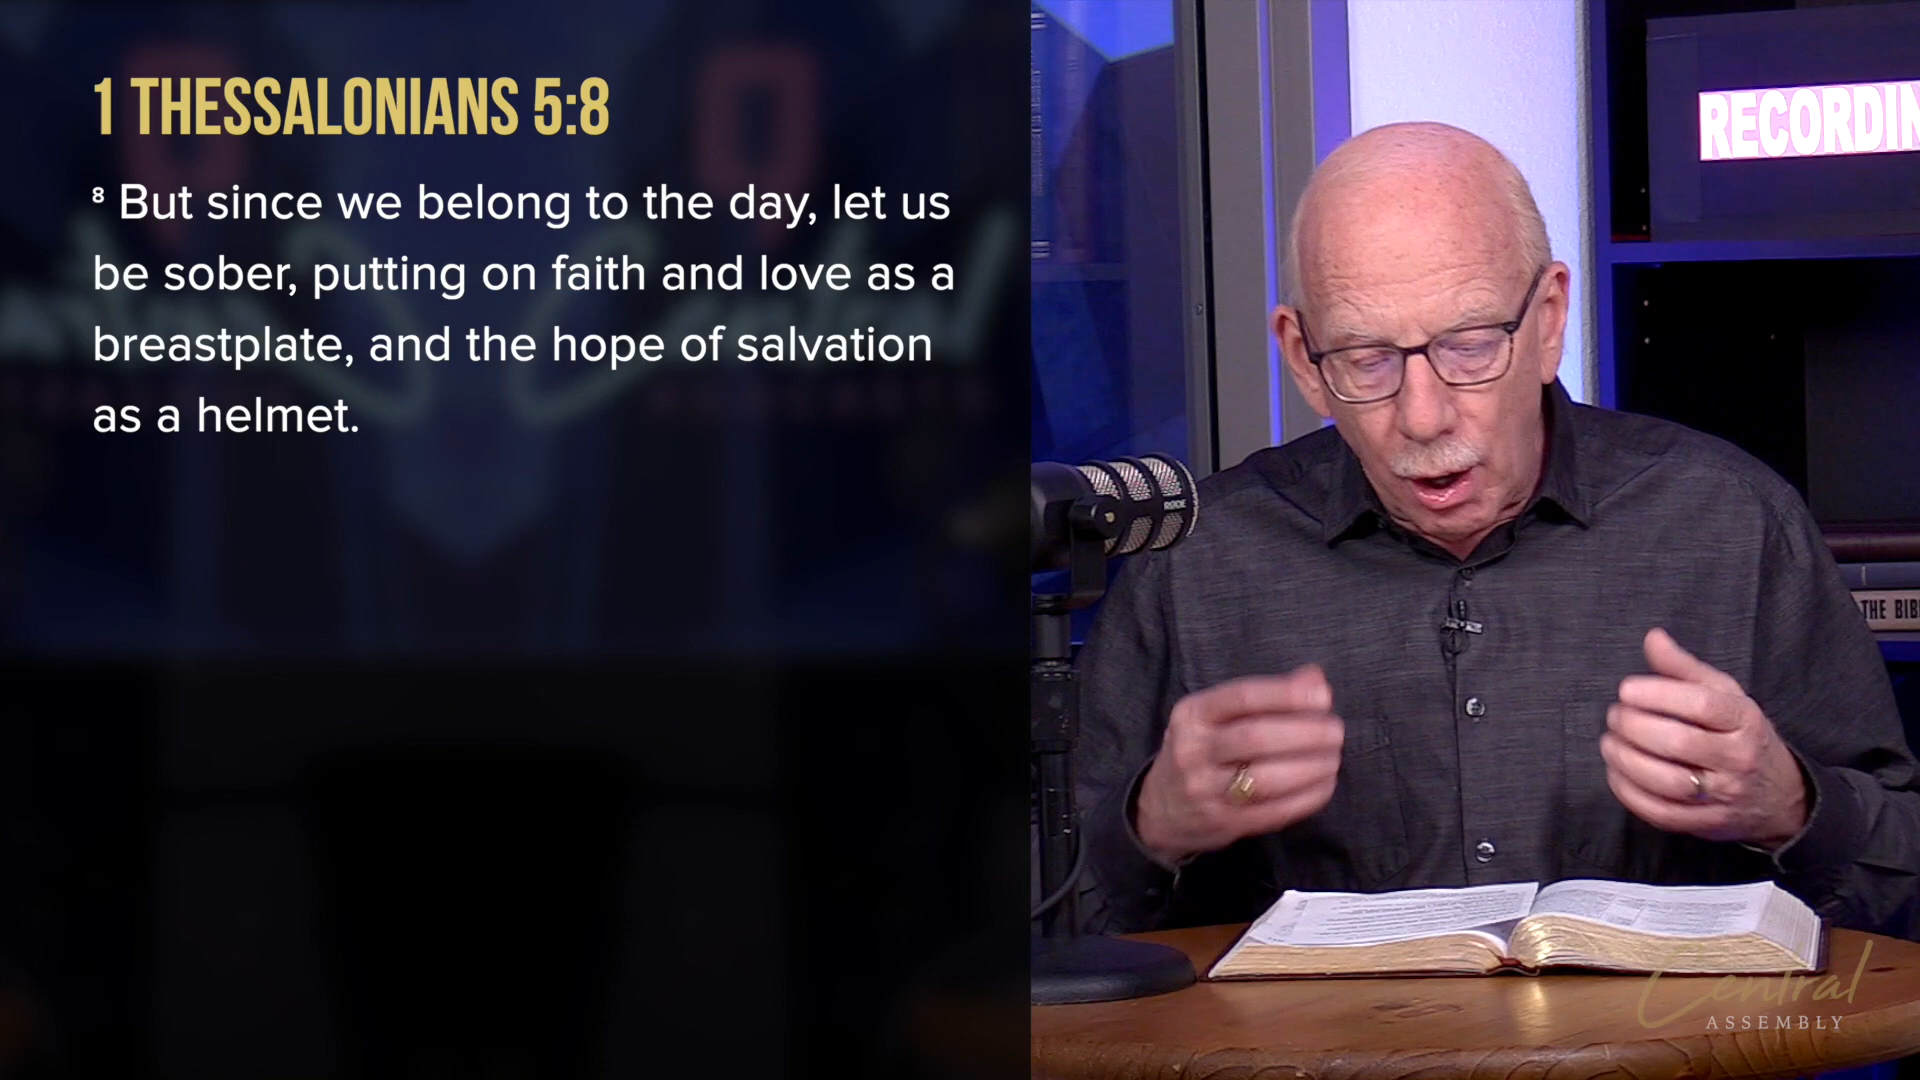 1 THESSALONIANS 5:8
8 But since we belong to the day, let us
be sober, putting on faith and love as a
breastplate, and the hope of salvation
as a helmet.
RECORDIN
RØDE
THE BIB
Central
ASSEMBLY